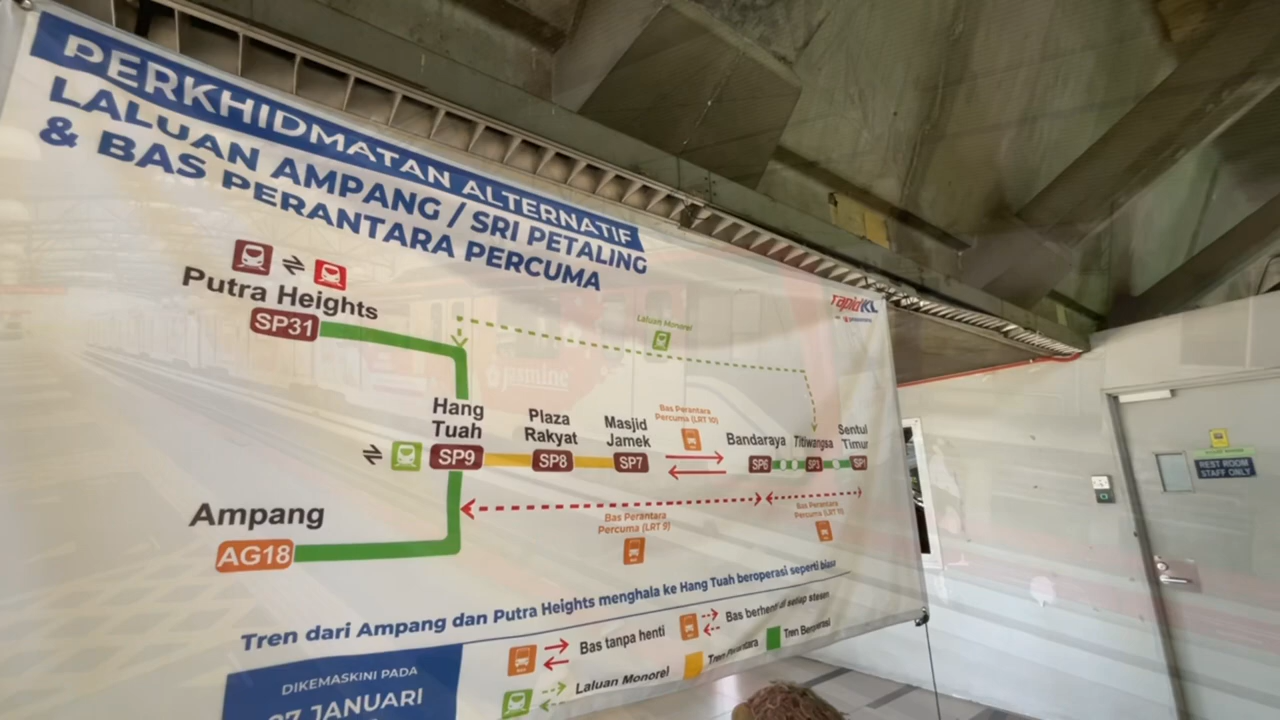 PERKHIDMATAN ALTERNATIF
LALUAN AMPANG / SRI PETALING
& BAS PERANTARA PERCUMA
rapidKL
Putra Heights
SP31
Laluan Monorel
Jasmine
Hang
Tuah
SP9
Plaza
Rakyat
SP8
Masjid
Jamek
SP7
Bas Perantara
Percuma (LRT 10)
Bandaraya
SP6
Titiwangsa
SP3
Sentul
Timur
SP1
Ampang
AG18
Bas Perantara
Percuma (LRT 9)
Bas Perantara
Percuma (LRT 11)
Tren dari Ampang dan Putra Heights menghala ke Hang Tuah beroperasi seperti biasa
Bas tanpa henti
Bas berhenti di setiap stesen
Laluan Monorel
Tren Perantara
Tren Beroperasi
DIKEMASKINI PADA
27 JANUARI
REST ROOM
STAFF ONLY